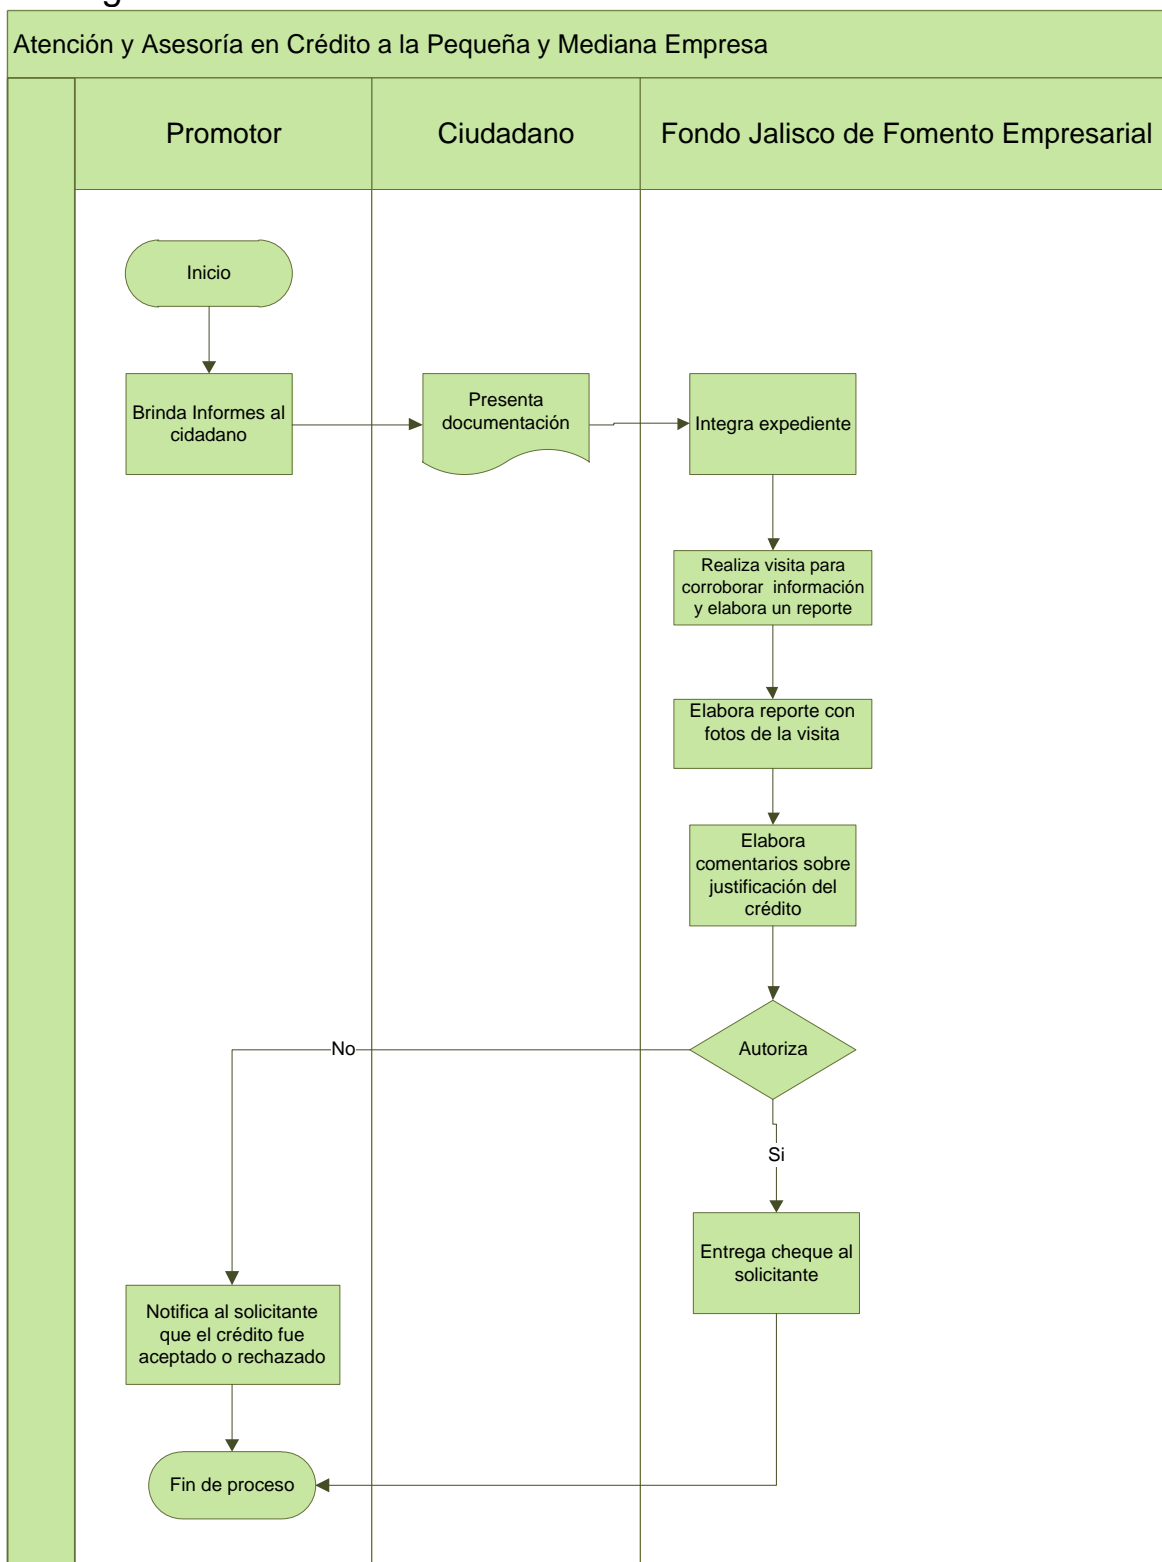 Atención y Asesoría en Crédito a la Pequeña y Mediana Empresa
Promotor
Ciudadano
Fondo Jalisco de Fomento Empresarial
Inicio
Brinda Informes al
cidadano
Presenta
documentación
Integra expediente
Realiza visita para
corroborar información
y elabora un reporte
Elabora reporte con
fotos de la visita
Elabora
comentarios sobre
justificación del
crédito
Autoriza
No
Si
Entrega cheque al
solicitante
Notifica al solicitante
que el crédito fue
aceptado o rechazado
Fin de proceso